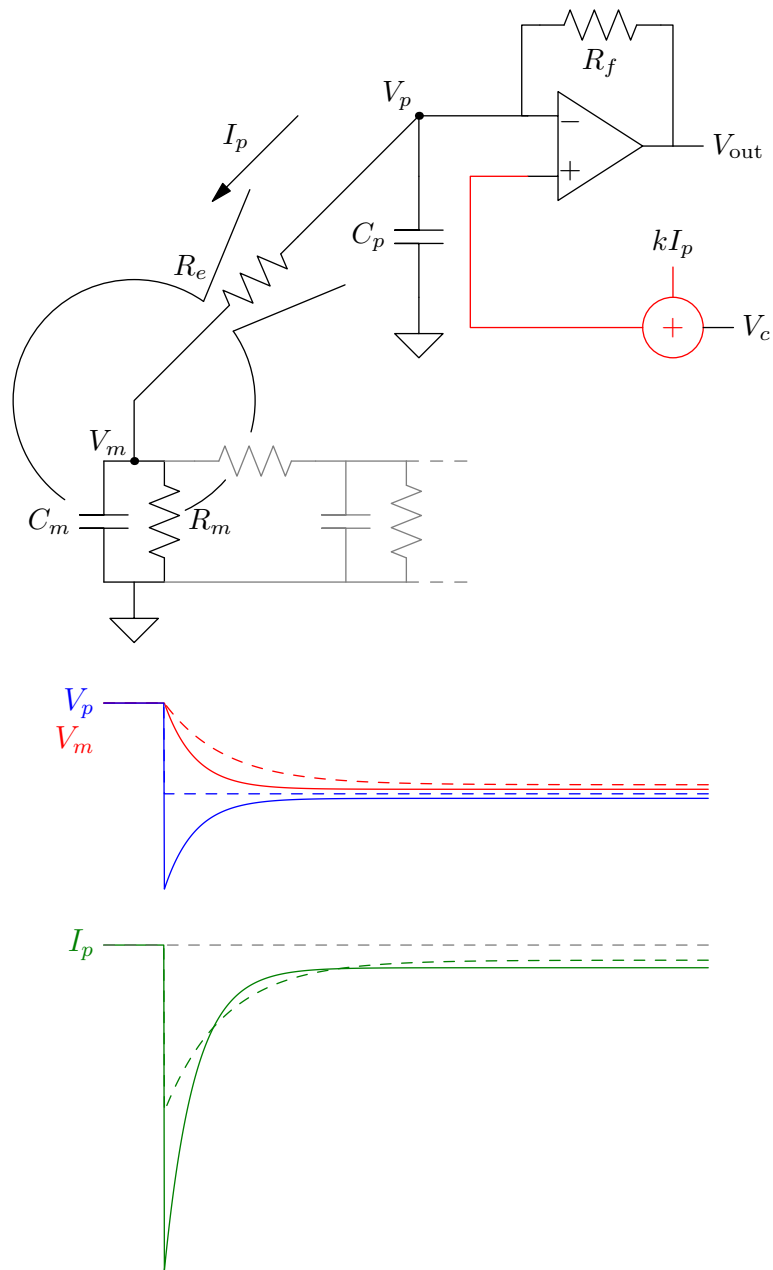 R_f
V_p
I_p
−
V_out
+
C_p
kI_p
R_e
+
V_c
V_m
C_m
R_m
V_p
V_m
I_p